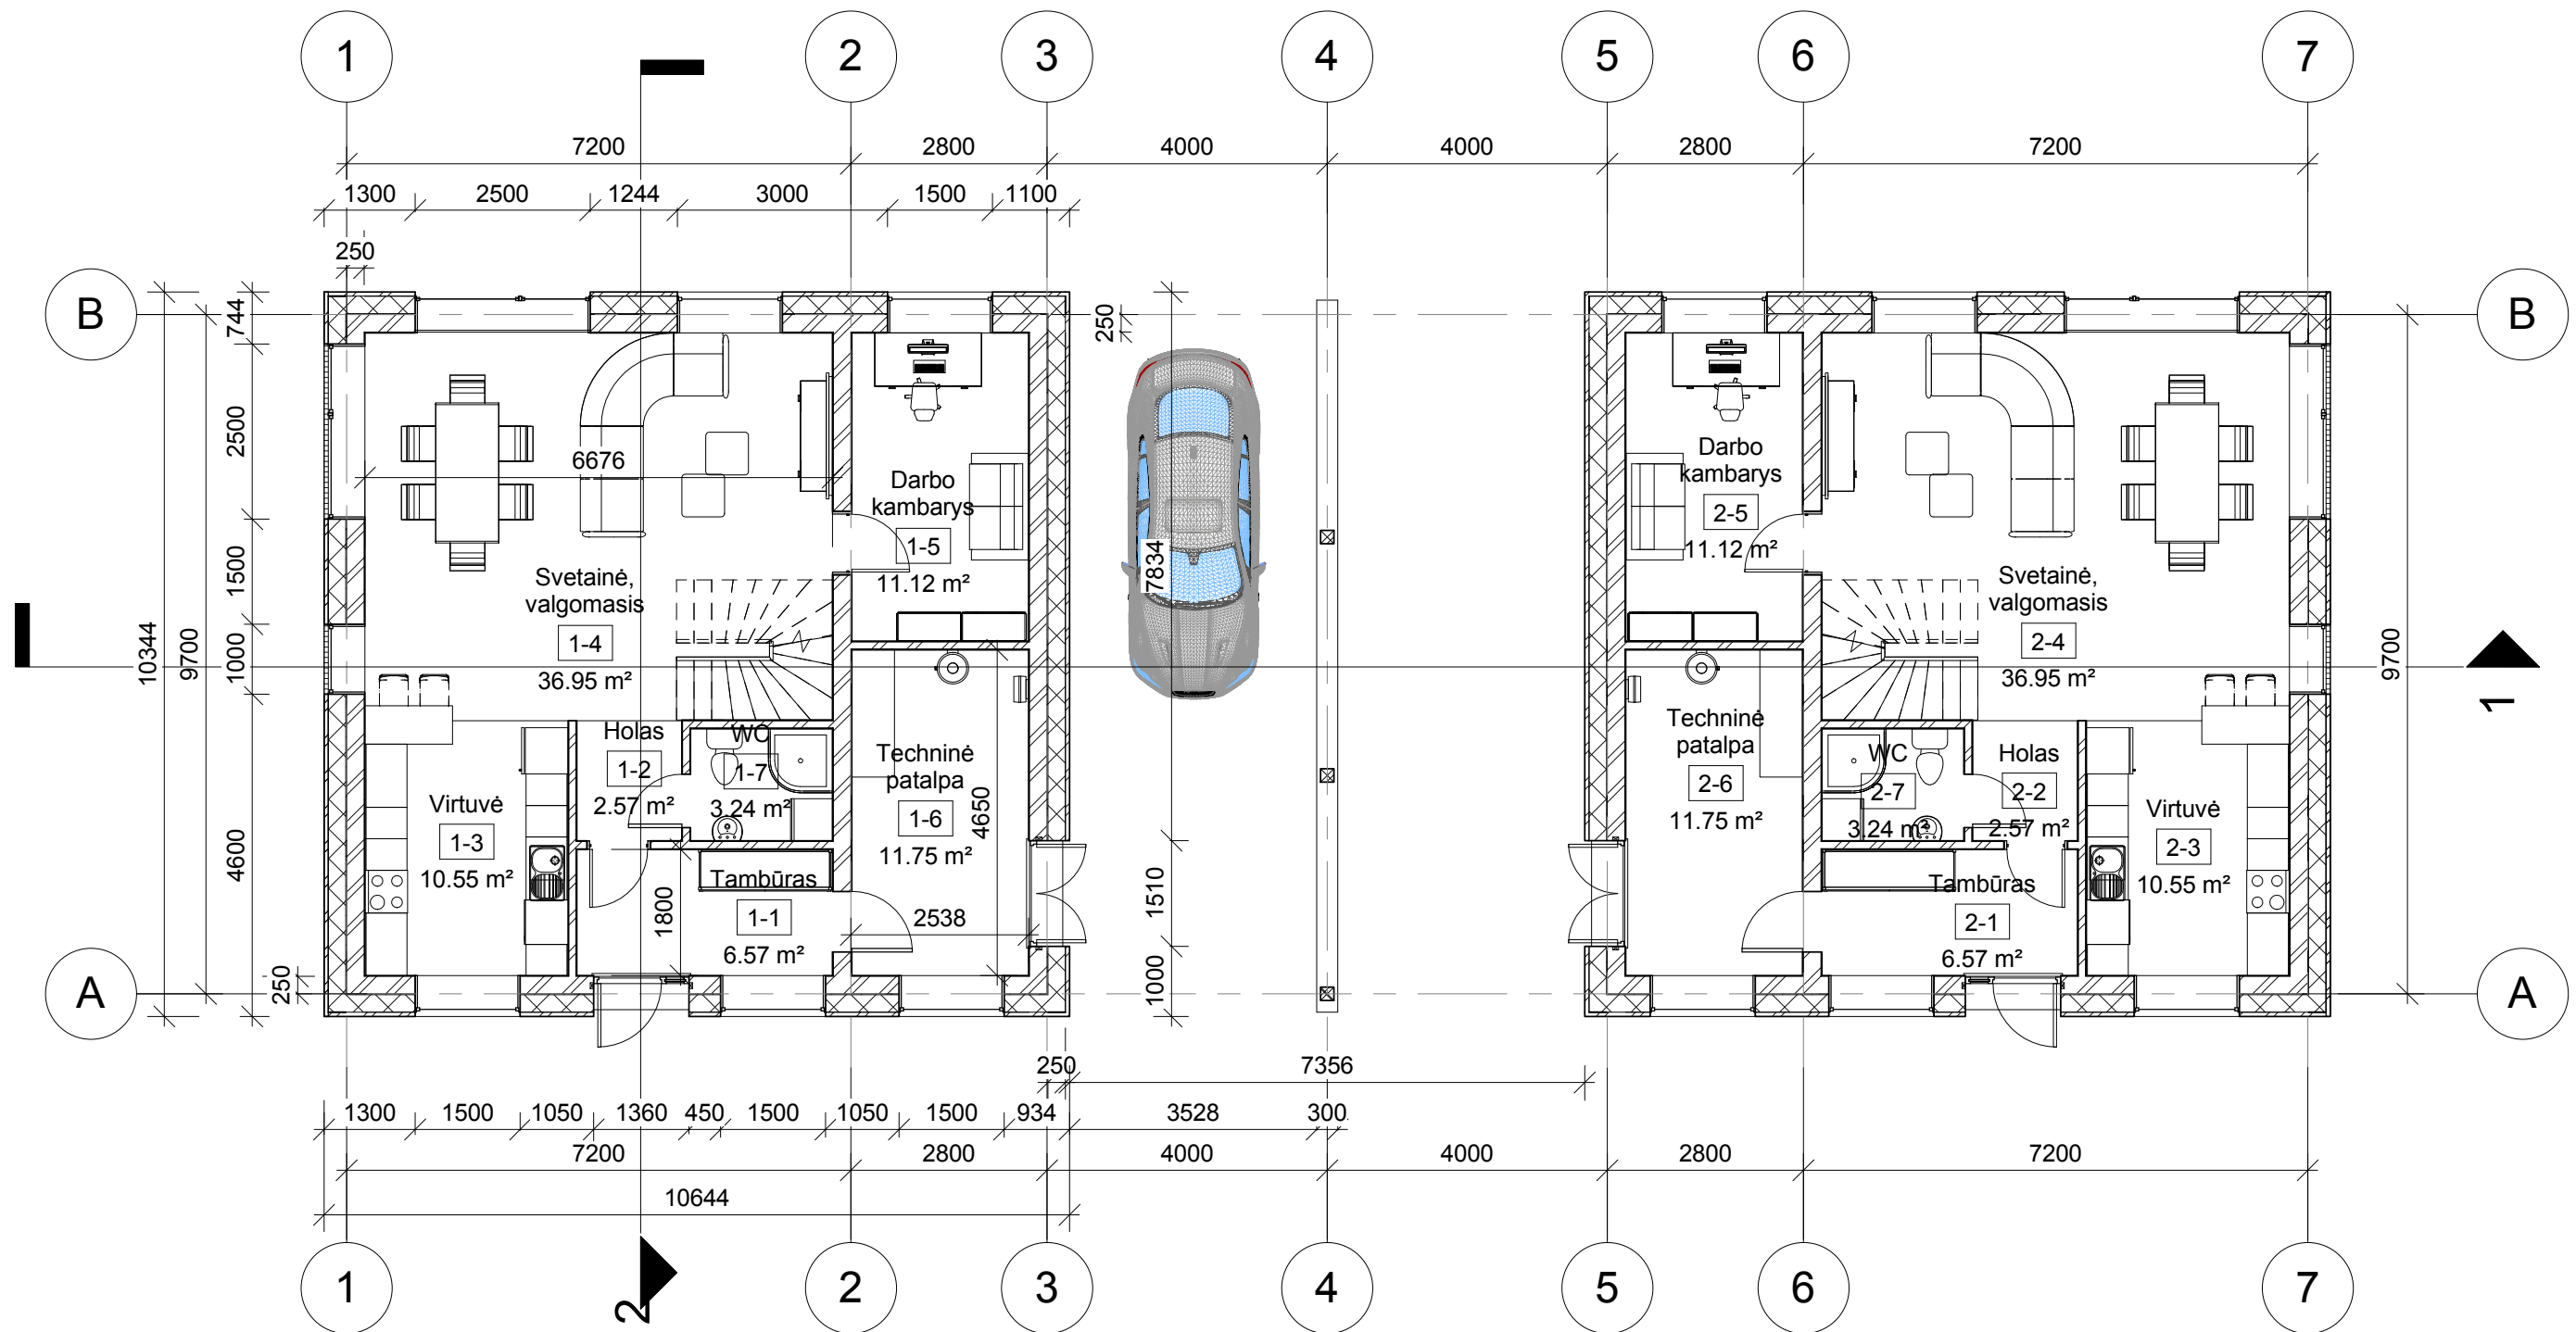 1 2 3 4 5 6 7
7200 2800 4000 4000 2800 7200
1300 2500 1244 3000 1500 1100
250
B
B
744
2500
1500
1000
4600
10344
9700
250
250
7834
1510
1000
9700
6676
Svetainė,
valgomasis
1-4
36.95 m²
Darbo
kambarys
1-5
11.12 m²
Holas
1-2
2.57 m²
WC
1-7
3.24 m²
Techninė
patalpa
1-6
11.75 m²
4650
Virtuvė
1-3
10.55 m²
Tambūras
1-1
6.57 m²
1800
2538
Darbo
kambarys
2-5
11.12 m²
Svetainė,
valgomasis
2-4
36.95 m²
Techninė
patalpa
2-6
11.75 m²
WC
2-7
3.24 m²
Holas
2-2
2.57 m²
Virtuvė
2-3
10.55 m²
Tambūras
2-1
6.57 m²
1
A
A
250 7356
1300 1500 1050 1360 450 1500 1050 1500 934 3528 300
7200 2800 4000 4000 2800 7200
10644
2
1 2 3 4 5 6 7